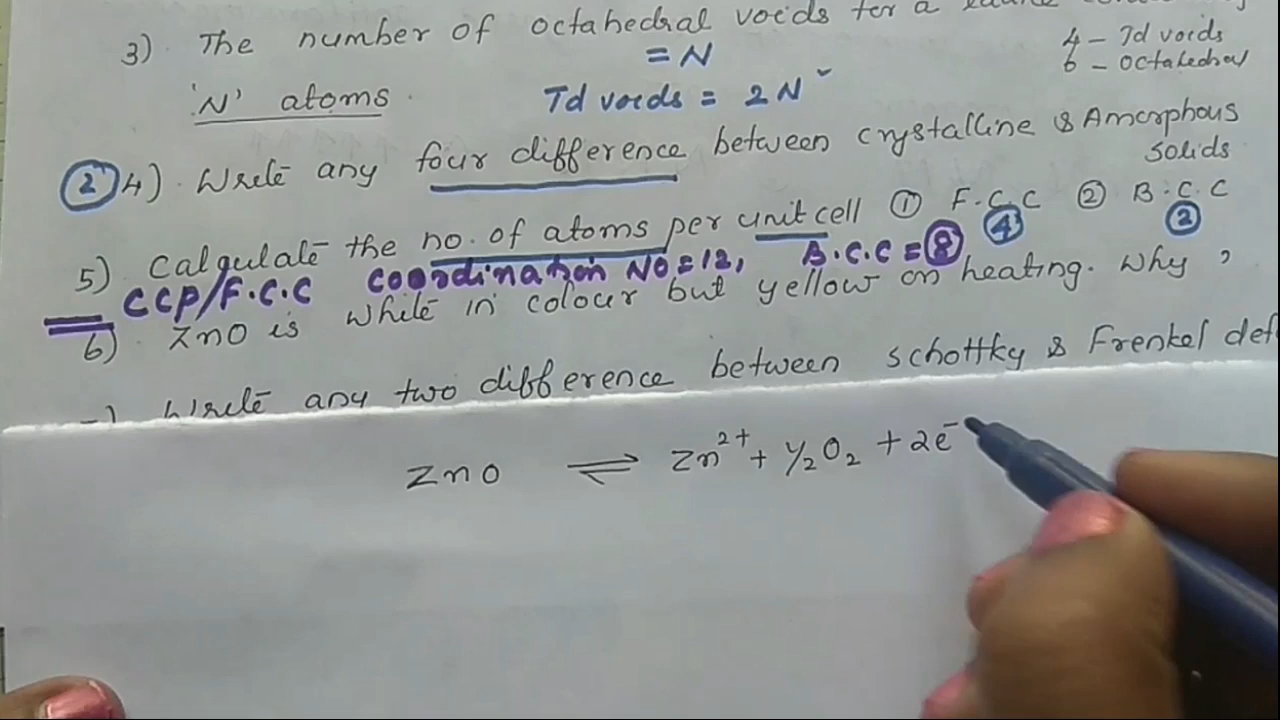 3) The number of octahedral voids for a
= N
4 - Td voids
6 - octahedral
'N' atoms
Td voids = 2N
② 4) Write any four difference between crystalline & Amorphous
solids
5) Calgulate the no. of atoms per unit cell ① F.C.C ② B.C.C
④ ②
CCP/F.C.C Coordination No = 12, B.C.C = 8
6) ZnO is white in colour but yellow on heating. Why ?
Write any two difference between schottky & Frenkel def
ZnO ⇌ Zn²⁺ + ½O₂ + 2e⁻